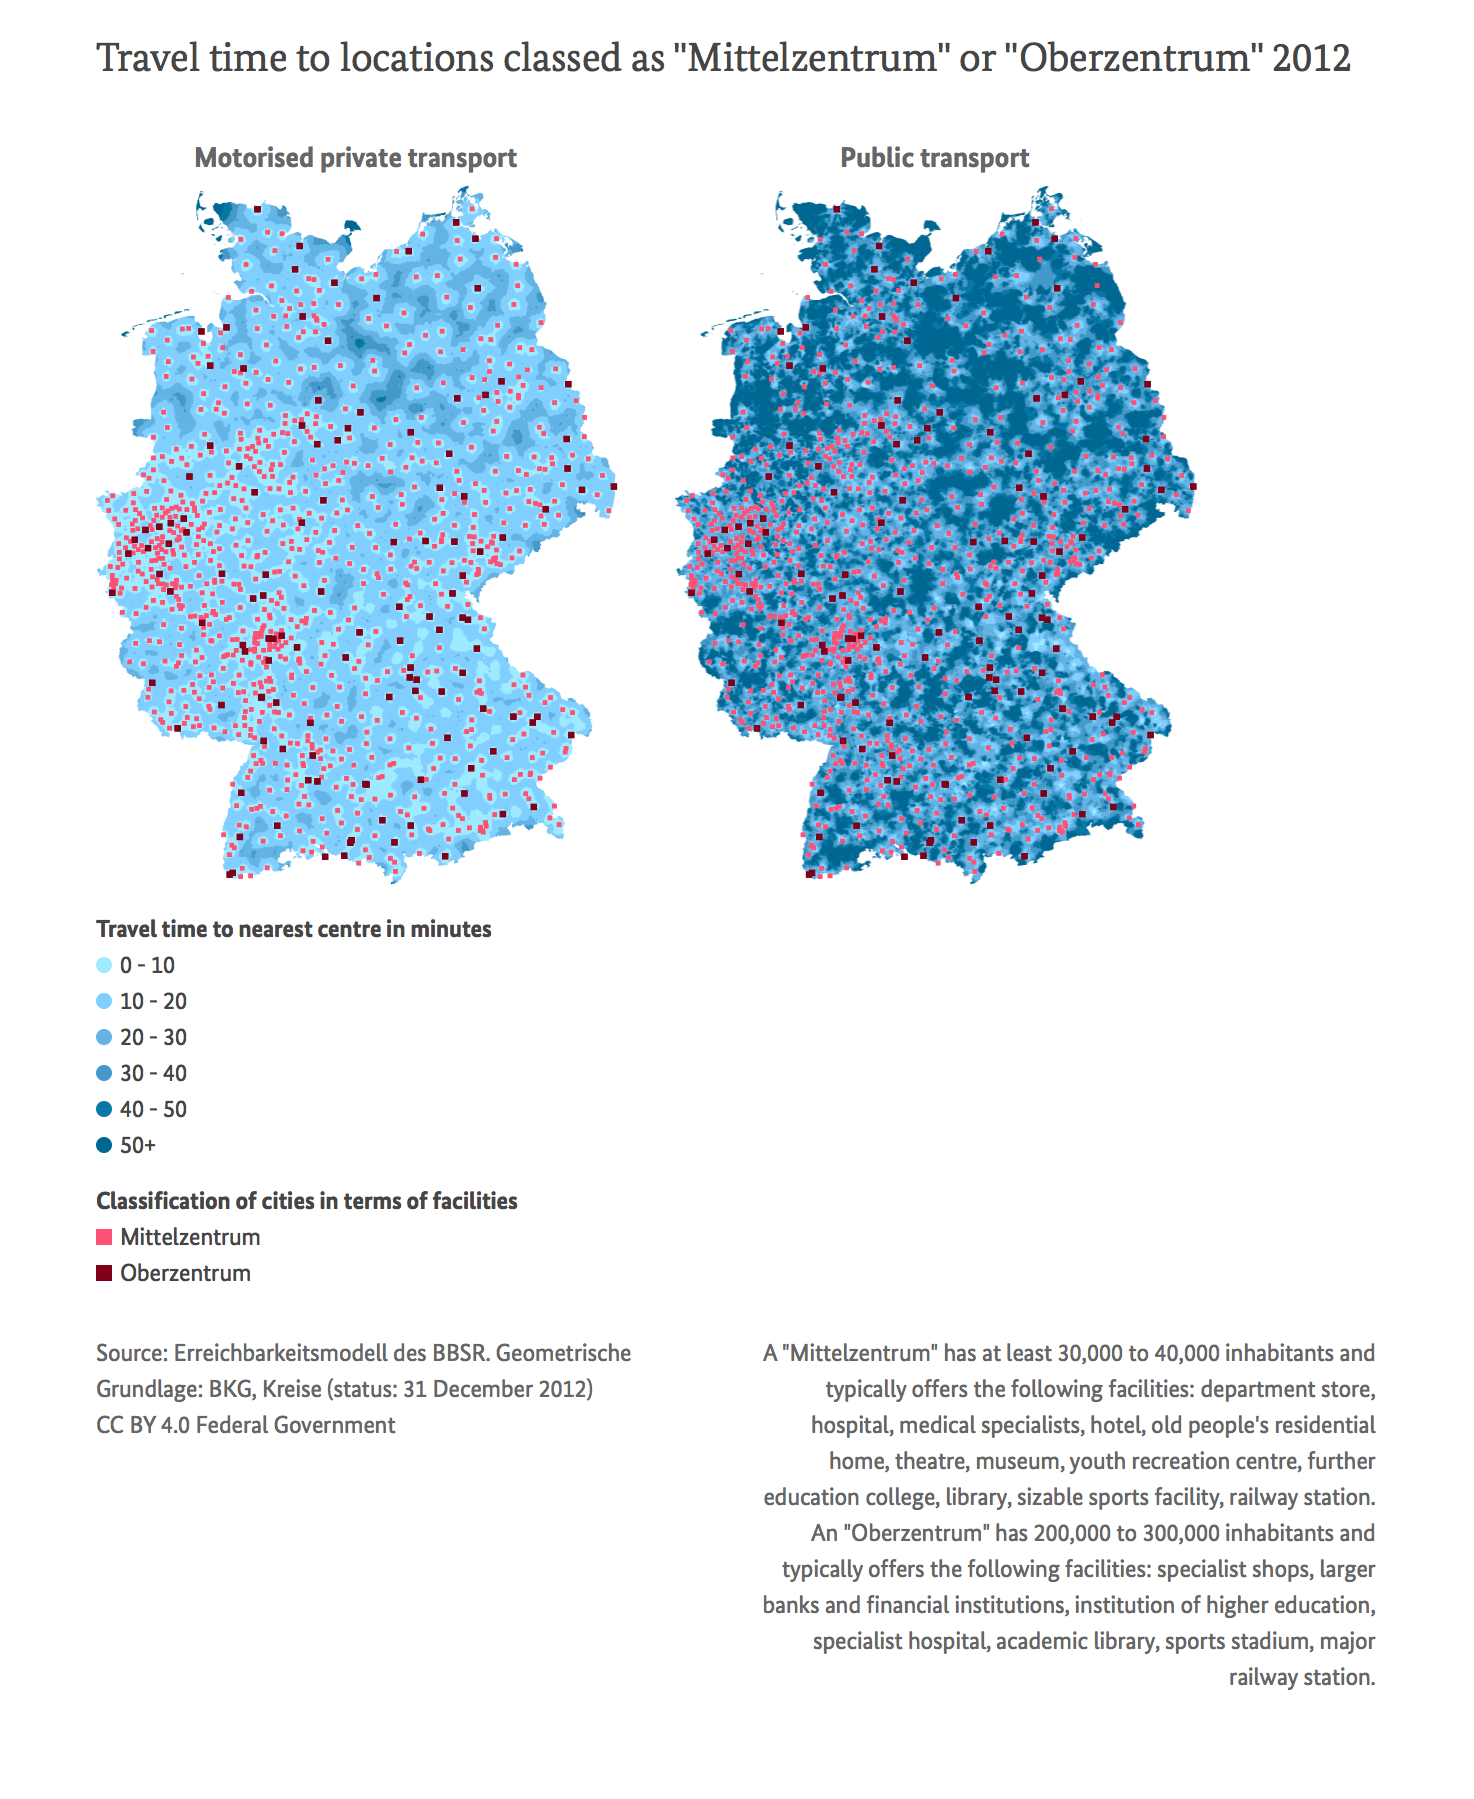 Travel time to locations classed as "Mittelzentrum" or "Oberzentrum" 2012
Motorised private transport
Public transport
Travel time to nearest centre in minutes
0 - 10
10 - 20
20 - 30
30 - 40
40 - 50
50+
Classification of cities in terms of facilities
Mittelzentrum
Oberzentrum
Source: Erreichbarkeitsmodell des BBSR. Geometrische
Grundlage: BKG, Kreise (status: 31 December 2012)
CC BY 4.0 Federal Government
A "Mittelzentrum" has at least 30,000 to 40,000 inhabitants and
typically offers the following facilities: department store,
hospital, medical specialists, hotel, old people's residential
home, theatre, museum, youth recreation centre, further
education college, library, sizable sports facility, railway station.
An "Oberzentrum" has 200,000 to 300,000 inhabitants and
typically offers the following facilities: specialist shops, larger
banks and financial institutions, institution of higher education,
specialist hospital, academic library, sports stadium, major
railway station.